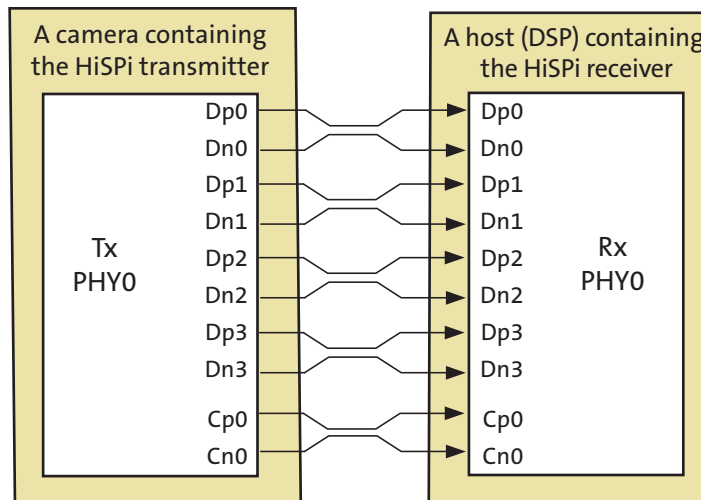 A camera containing
the HiSPi transmitter
A host (DSP) containing
the HiSPi receiver
Dp0
Dn0
Dp1
Dn1
Dp2
Dn2
Dp3
Dn3
Cp0
Cn0
Tx
PHY0
Dp0
Dn0
Dp1
Dn1
Dp2
Dn2
Dp3
Dn3
Cp0
Cn0
Rx
PHY0